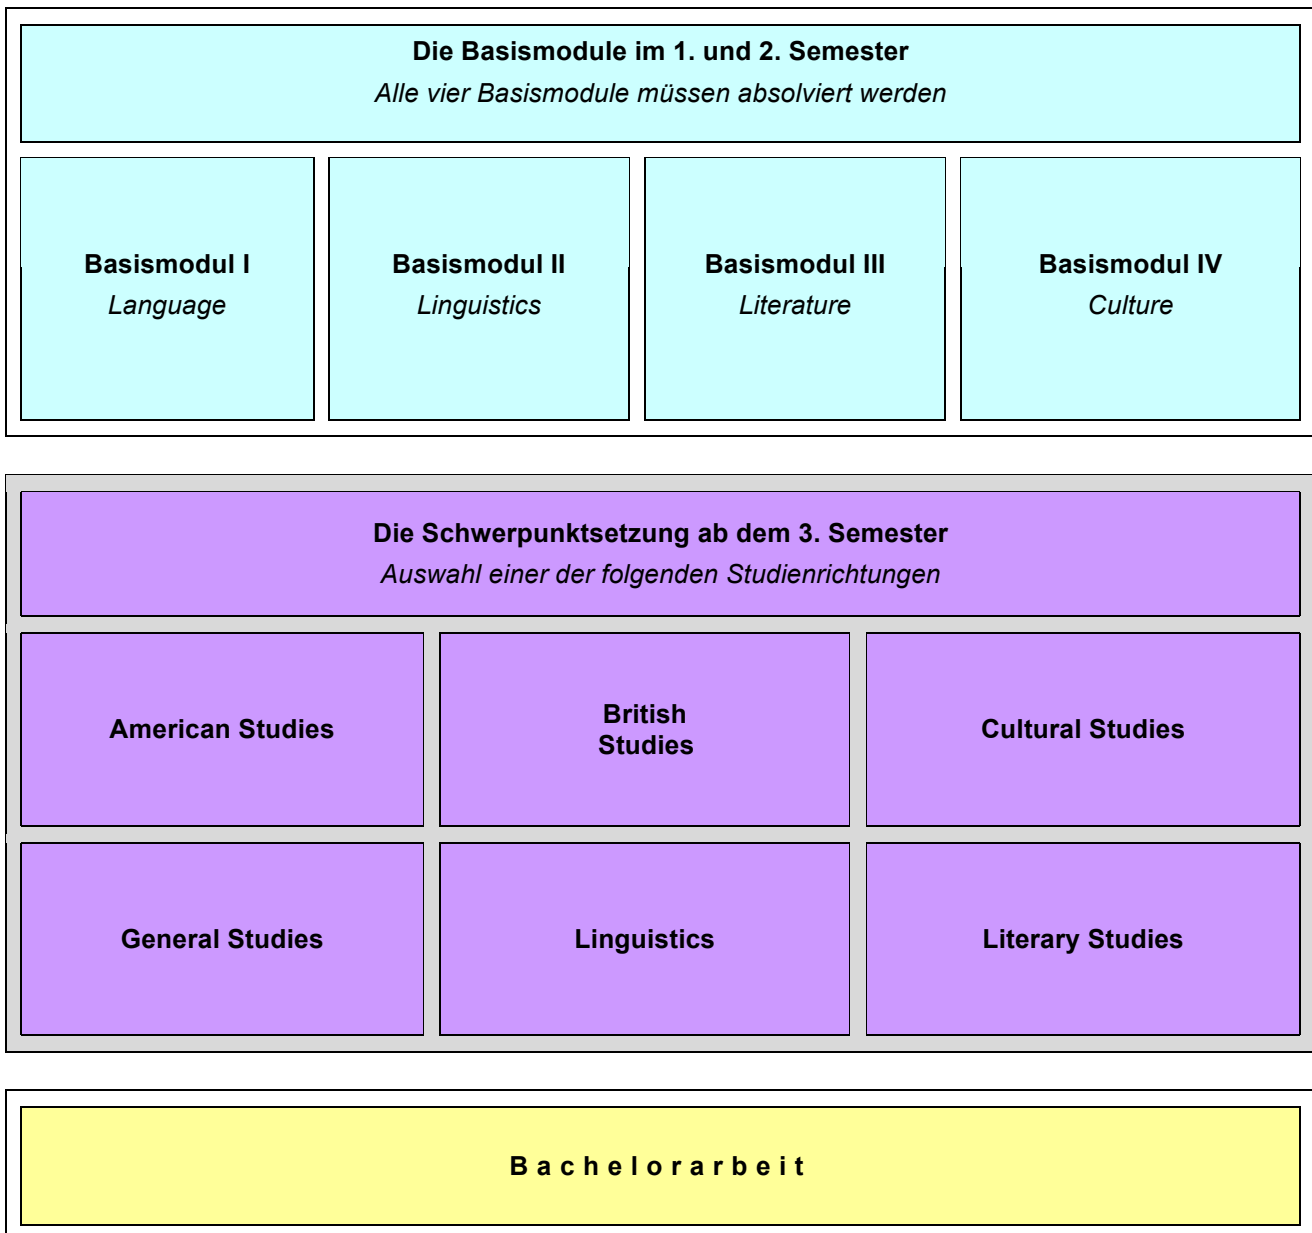 Die Basismodule im 1. und 2. Semester
Alle vier Basismodule müssen absolviert werden
Basismodul I
Language
Basismodul II
Linguistics
Basismodul III
Literature
Basismodul IV
Culture
Die Schwerpunktsetzung ab dem 3. Semester
Auswahl einer der folgenden Studienrichtungen
American Studies
British
Studies
Cultural Studies
General Studies
Linguistics
Literary Studies
B a c h e l o r a r b e i t